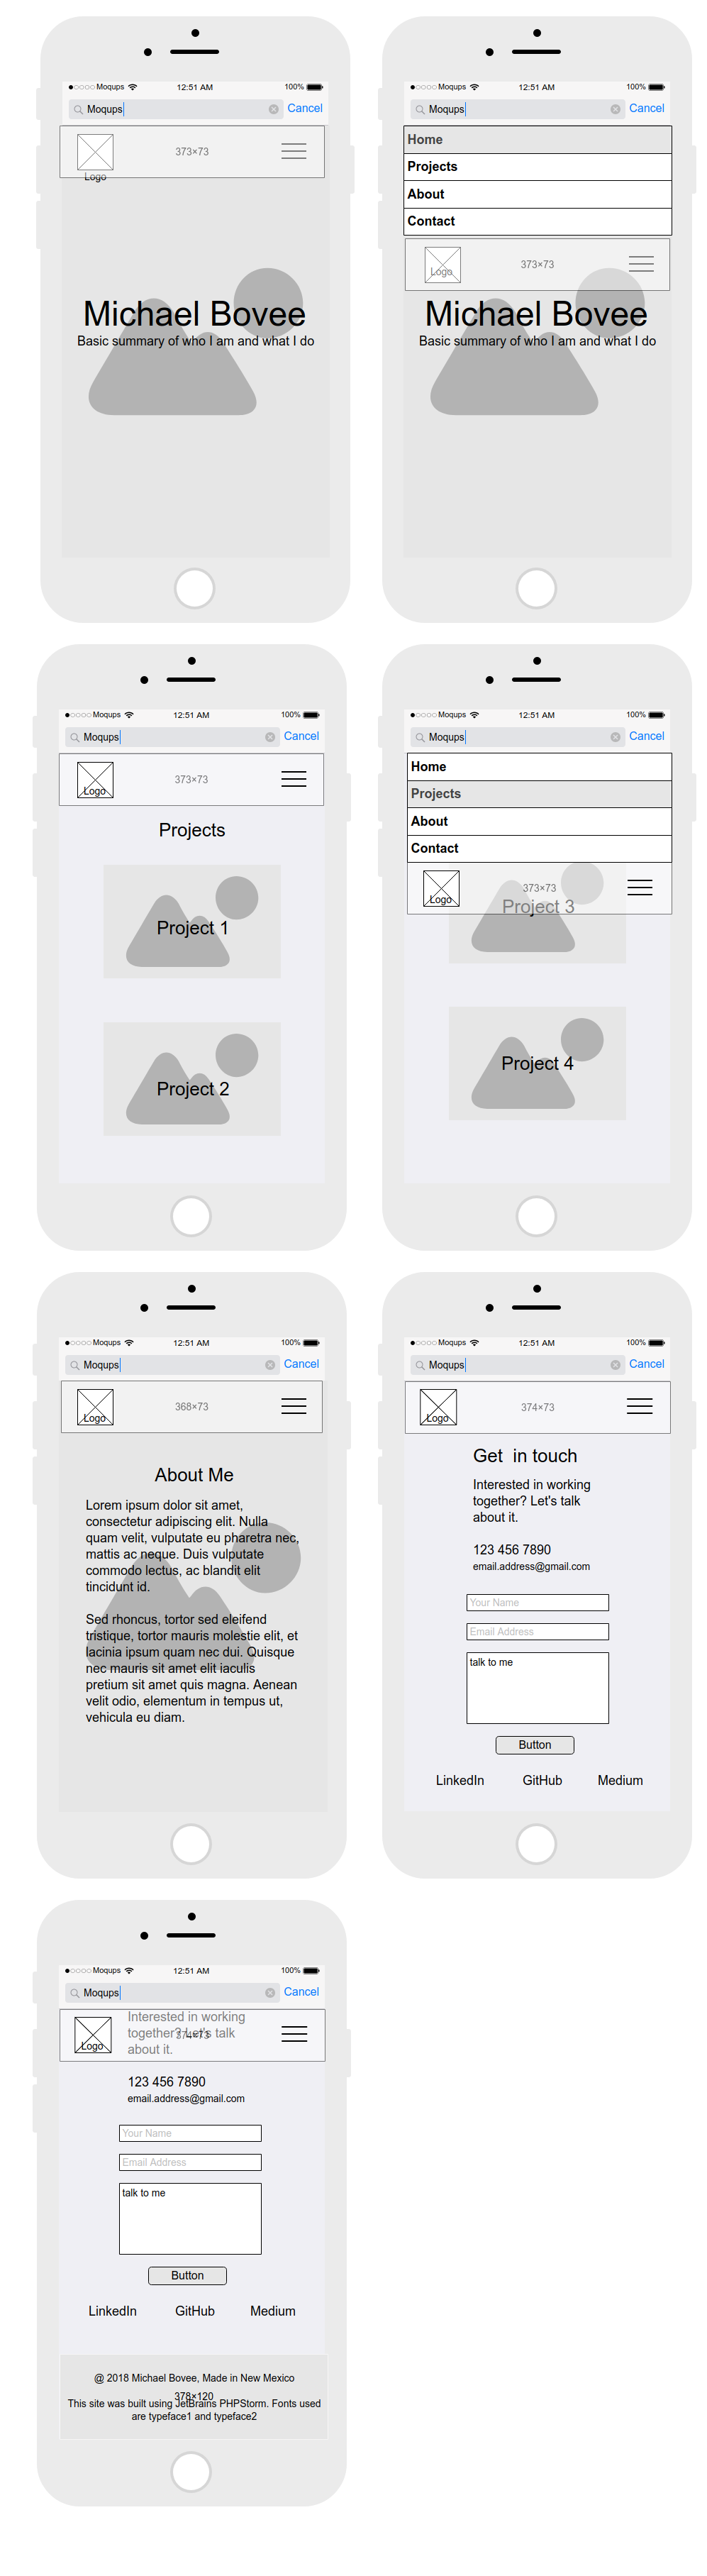 Moqups 12:51 AM 100%
Moqups Cancel
373×73
Logo
Michael Bovee
Basic summary of who I am and what I do
Moqups 12:51 AM 100%
Moqups Cancel
Home
Projects
About
Contact
Logo 373×73
Michael Bovee
Basic summary of who I am and what I do
Moqups 12:51 AM 100%
Moqups Cancel
Logo 373×73
Projects
Project 1
Project 2
Moqups 12:51 AM 100%
Moqups Cancel
Home
Projects
About
Contact
Logo 373×73
Project 3
Project 4
Moqups 12:51 AM 100%
Moqups Cancel
Logo 368×73
About Me
Lorem ipsum dolor sit amet,
consectetur adipiscing elit. Nulla
quam velit, vulputate eu pharetra nec,
mattis ac neque. Duis vulputate
commodo lectus, ac blandit elit
tincidunt id.
Sed rhoncus, tortor sed eleifend
tristique, tortor mauris molestie elit, et
lacinia ipsum quam nec dui. Quisque
nec mauris sit amet elit iaculis
pretium sit amet quis magna. Aenean
velit odio, elementum in tempus ut,
vehicula eu diam.
Moqups 12:51 AM 100%
Moqups Cancel
Logo 374×73
Get in touch
Interested in working
together? Let's talk
about it.
123 456 7890
email.address@gmail.com
Your Name
Email Address
talk to me
Button
LinkedIn GitHub Medium
Moqups 12:51 AM 100%
Moqups Cancel
Interested in working
together? Let's talk
374×73
about it.
Logo
123 456 7890
email.address@gmail.com
Your Name
Email Address
talk to me
Button
LinkedIn GitHub Medium
@ 2018 Michael Bovee, Made in New Mexico
378×120
This site was built using JetBrains PHPStorm. Fonts used
are typeface1 and typeface2